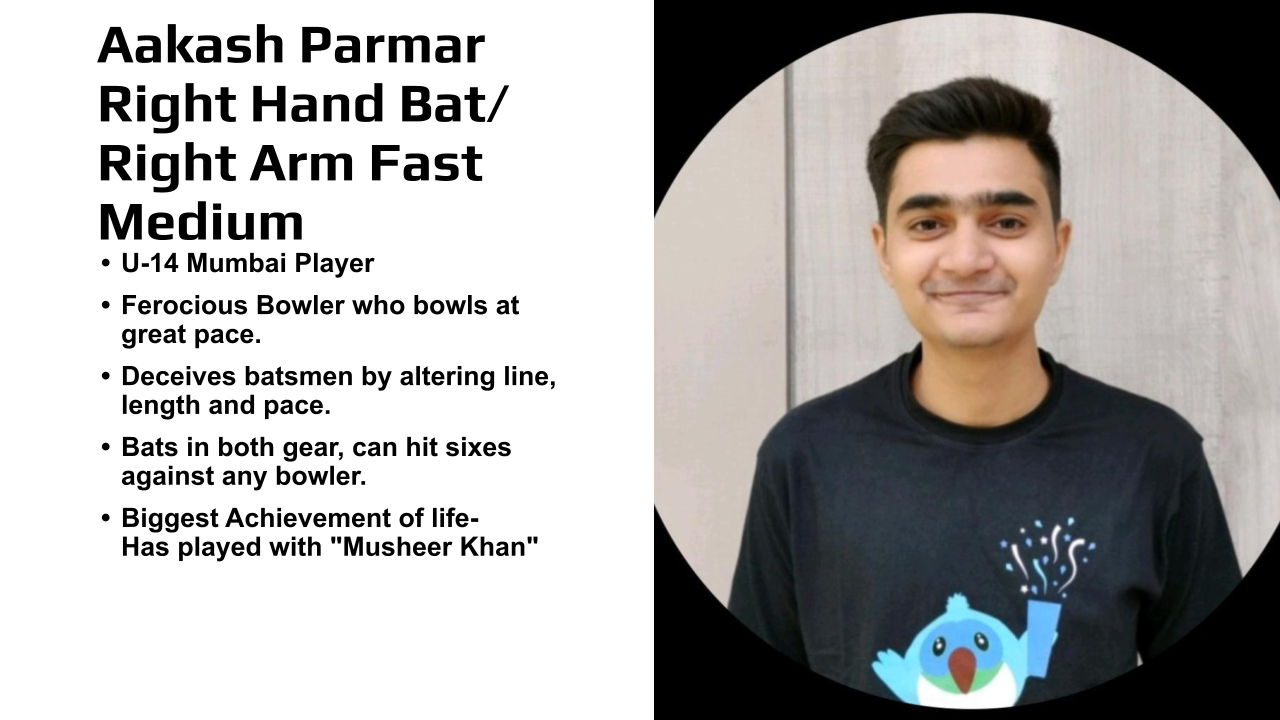 Aakash Parmar
Right Hand Bat/
Right Arm Fast
Medium
• U-14 Mumbai Player
• Ferocious Bowler who bowls at
great pace.
• Deceives batsmen by altering line,
length and pace.
• Bats in both gear, can hit sixes
against any bowler.
• Biggest Achievement of life-
Has played with "Musheer Khan"